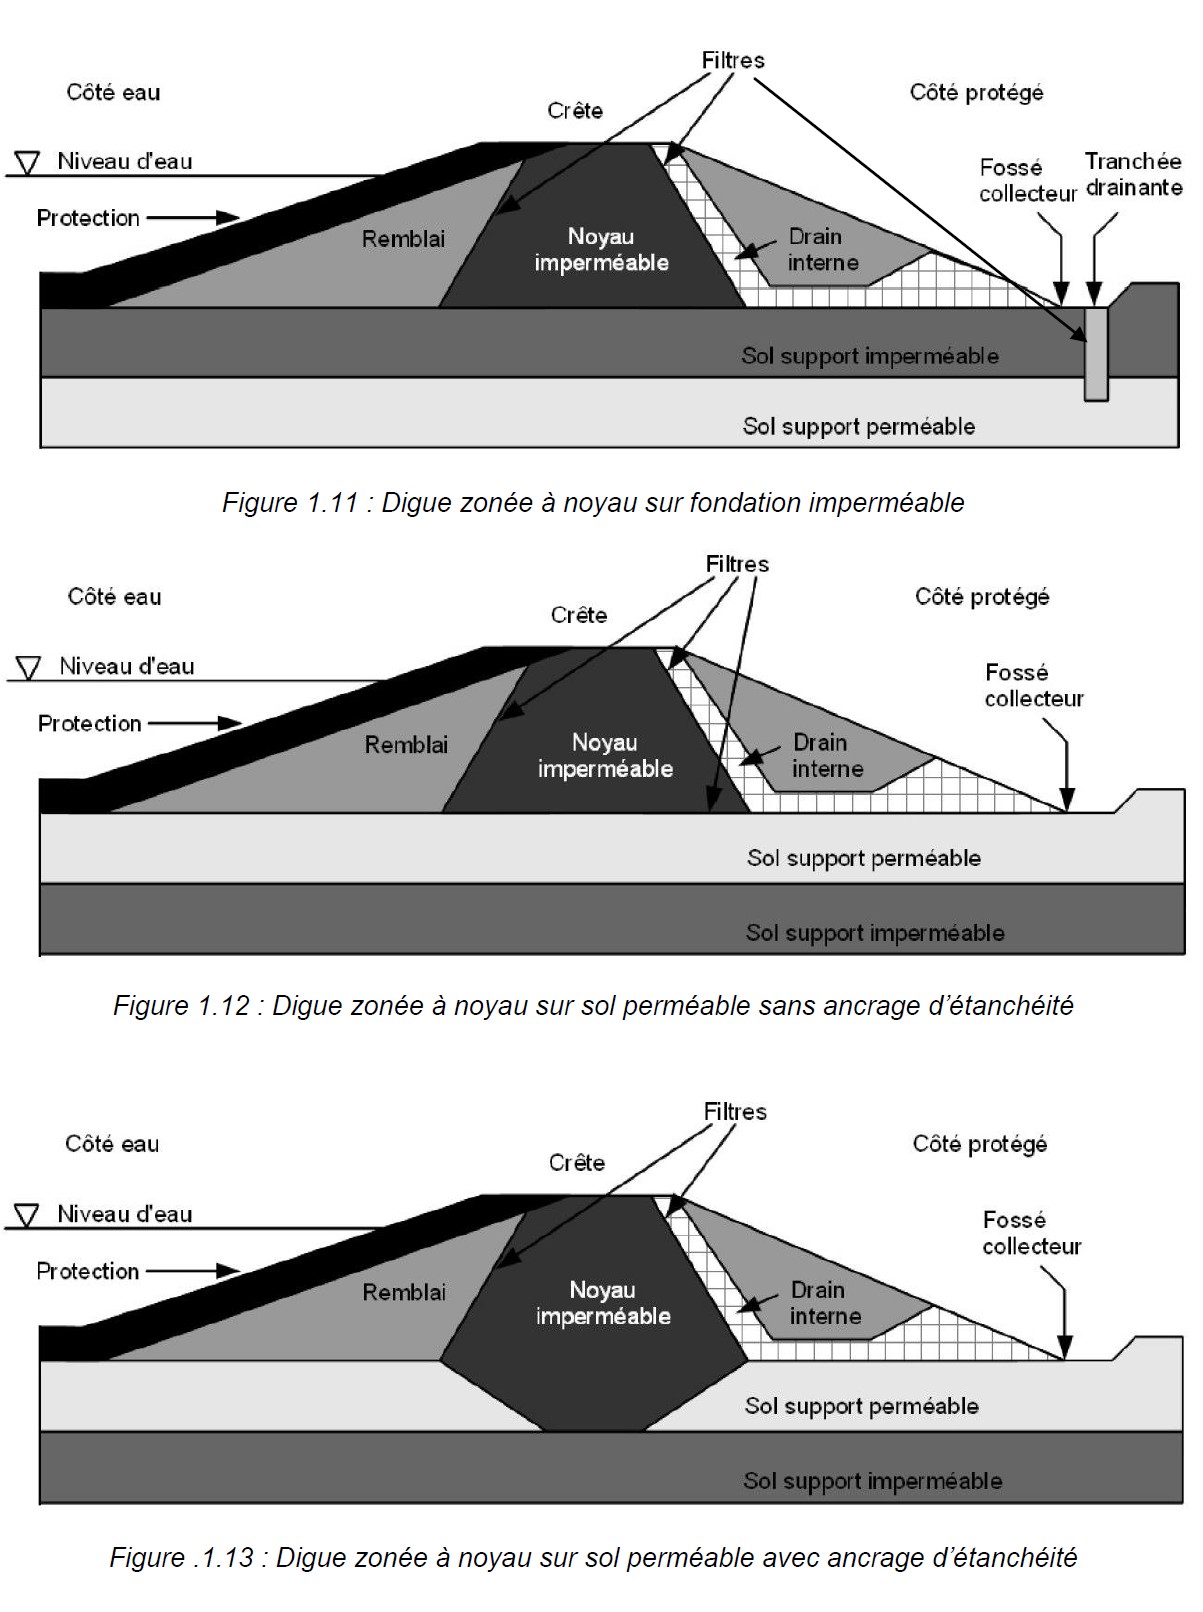 Filtres
Côté eau
Côté protégé
Crête
Niveau d'eau
Fossé
collecteur
Tranchée
drainante
Protection
Remblai
Noyau
imperméable
Drain
interne
Sol support imperméable
Sol support perméable
Figure 1.11 : Digue zonée à noyau sur fondation imperméable
Filtres
Côté eau
Côté protégé
Crête
Niveau d'eau
Fossé
collecteur
Protection
Remblai
Noyau
imperméable
Drain
interne
Sol support perméable
Sol support imperméable
Figure 1.12 : Digue zonée à noyau sur sol perméable sans ancrage d’étanchéité
Filtres
Côté eau
Côté protégé
Crête
Niveau d'eau
Fossé
collecteur
Protection
Remblai
Noyau
imperméable
Drain
interne
Sol support perméable
Sol support imperméable
Figure .1.13 : Digue zonée à noyau sur sol perméable avec ancrage d’étanchéité